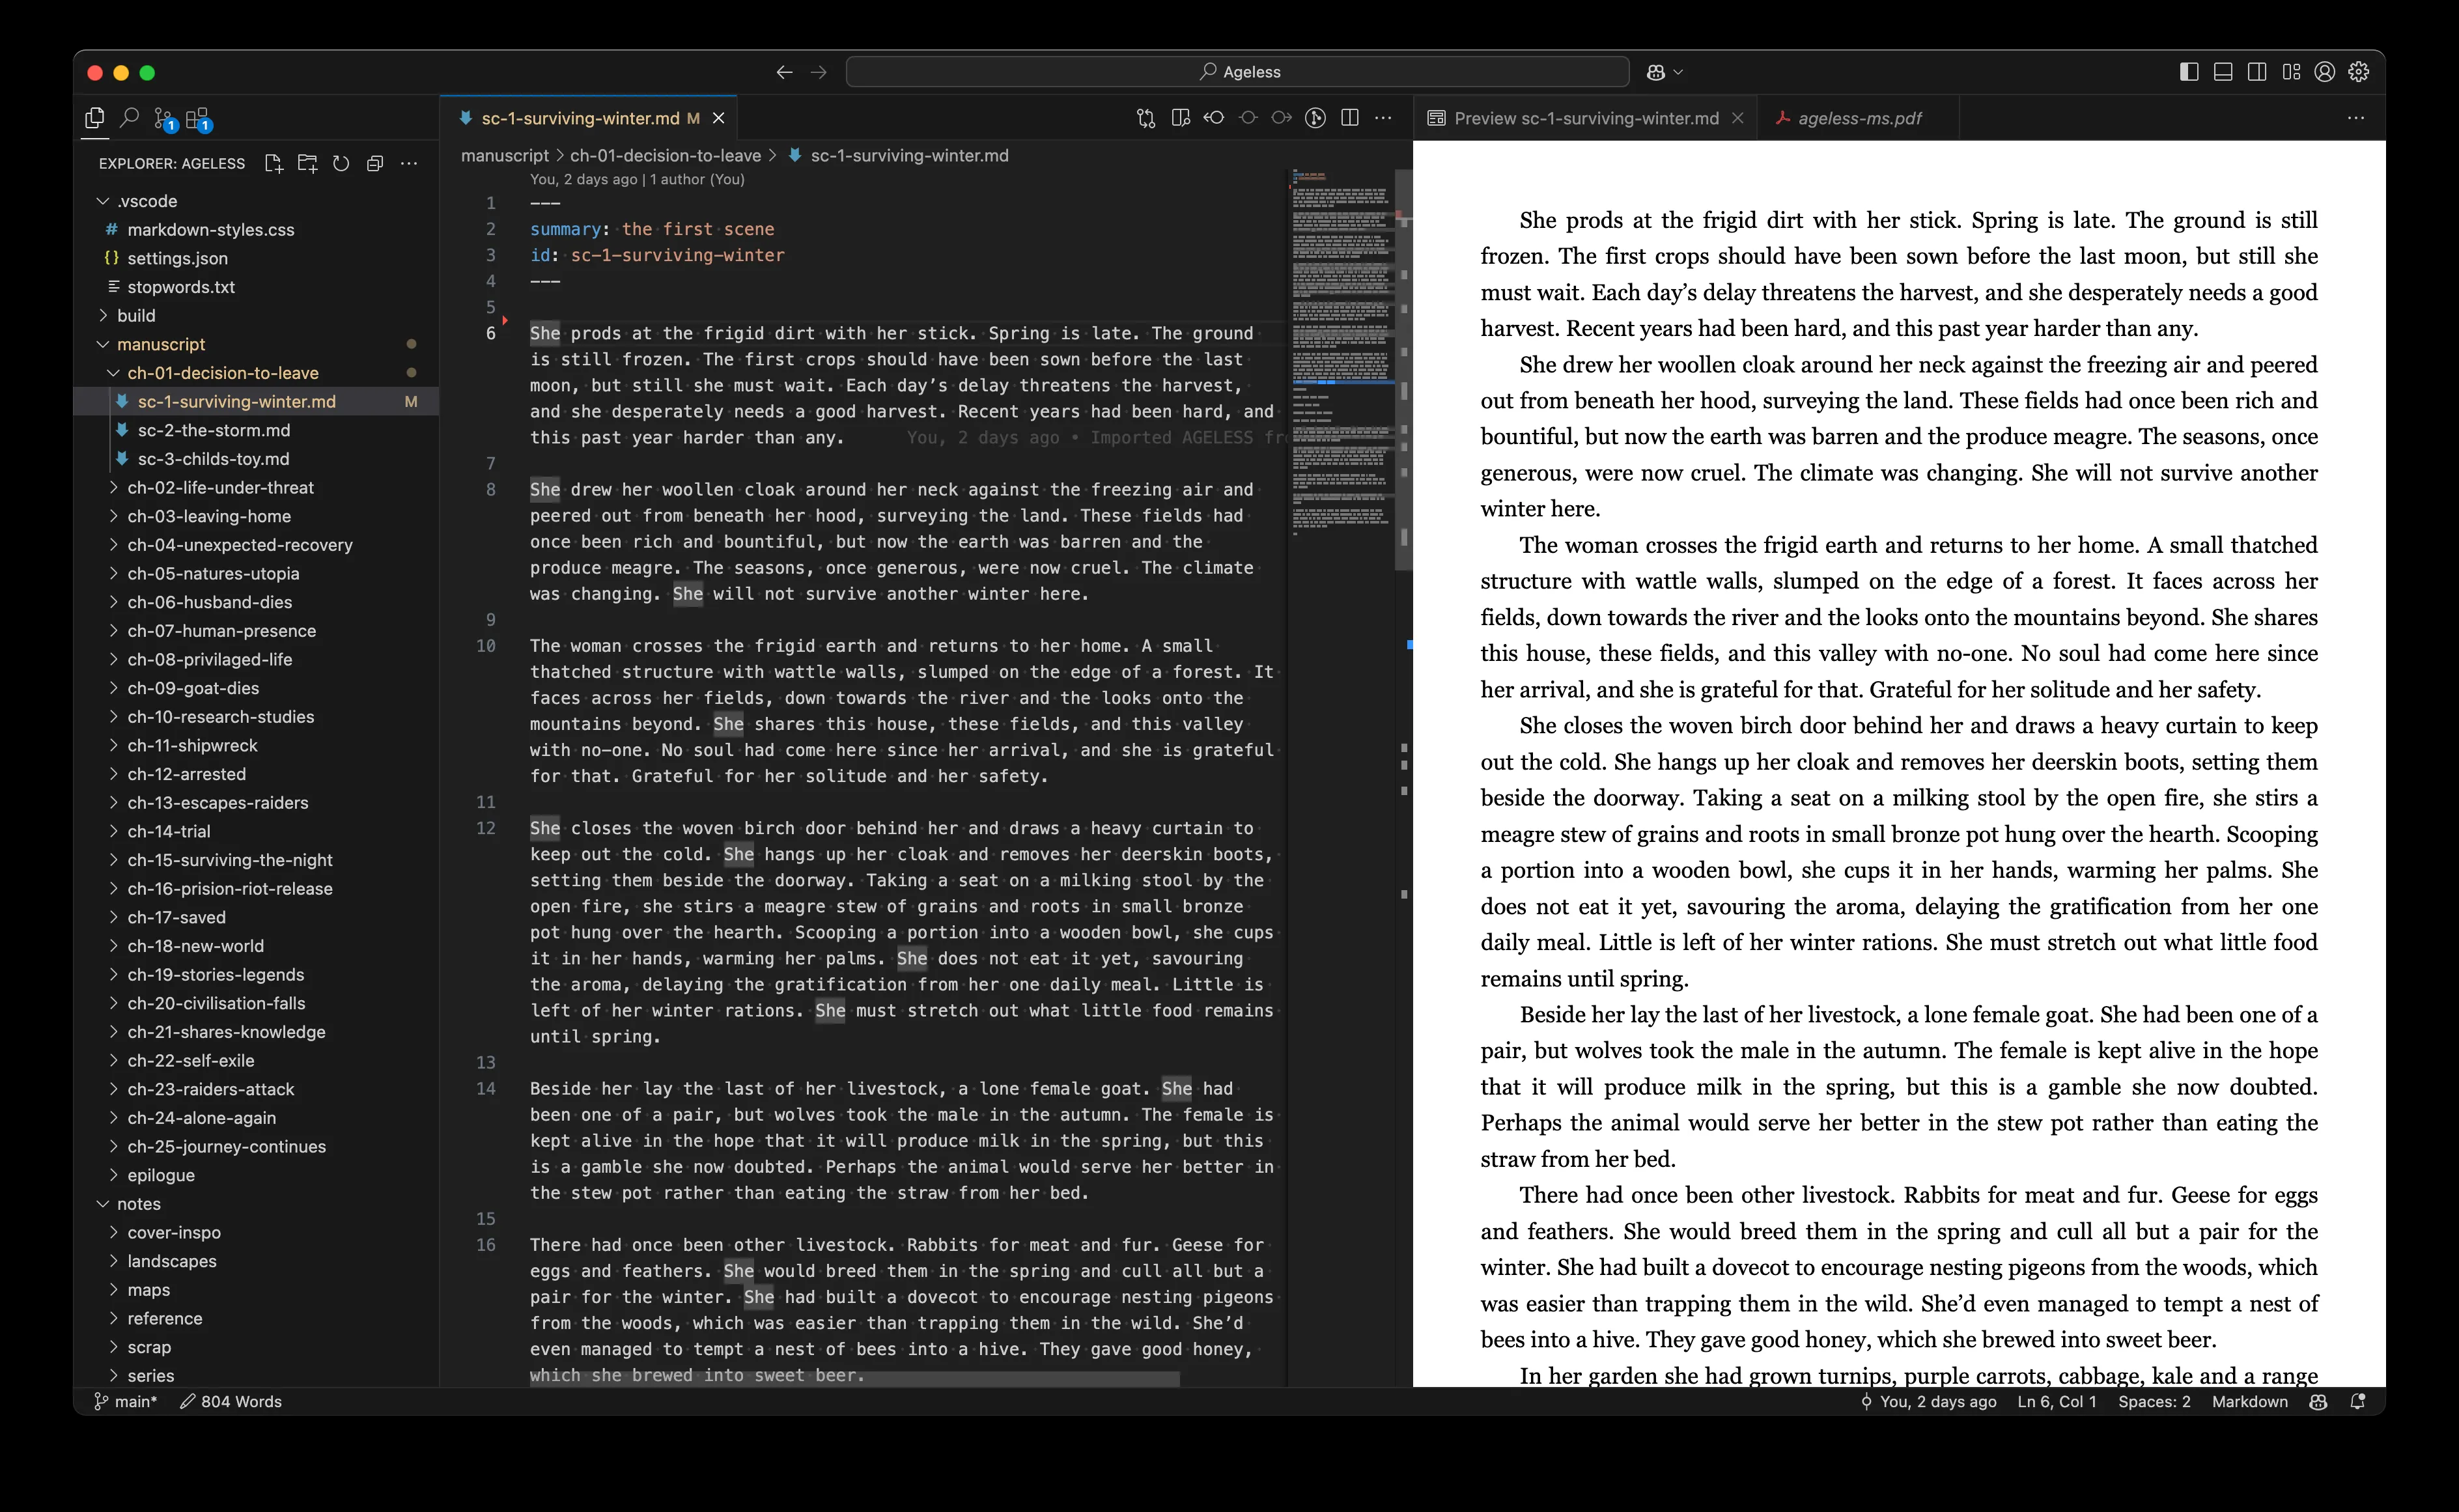 Ageless
EXPLORER: AGELESS
.vscode
markdown-styles.css
settings.json
stopwords.txt
build
manuscript
ch-01-decision-to-leave
sc-1-surviving-winter.md M
sc-2-the-storm.md
sc-3-childs-toy.md
ch-02-life-under-threat
ch-03-leaving-home
ch-04-unexpected-recovery
ch-05-natures-utopia
ch-06-husband-dies
ch-07-human-presence
ch-08-privilaged-life
ch-09-goat-dies
ch-10-research-studies
ch-11-shipwreck
ch-12-arrested
ch-13-escapes-raiders
ch-14-trial
ch-15-surviving-the-night
ch-16-prision-riot-release
ch-17-saved
ch-18-new-world
ch-19-stories-legends
ch-20-civilisation-falls
ch-21-shares-knowledge
ch-22-self-exile
ch-23-raiders-attack
ch-24-alone-again
ch-25-journey-continues
epilogue
notes
cover-inspo
landscapes
maps
reference
scrap
series
sc-1-surviving-winter.md M
manuscript > ch-01-decision-to-leave > sc-1-surviving-winter.md
You, 2 days ago | 1 author (You)
1 ---
2 summary: the first scene
3 id: sc-1-surviving-winter
4 ---
5
6 She prods at the frigid dirt with her stick. Spring is late. The ground
is still frozen. The first crops should have been sown before the last
moon, but still she must wait. Each day’s delay threatens the harvest,
and she desperately needs a good harvest. Recent years had been hard, and
this past year harder than any. You, 2 days ago • Imported AGELESS fr
7
8 She drew her woollen cloak around her neck against the freezing air and
peered out from beneath her hood, surveying the land. These fields had
once been rich and bountiful, but now the earth was barren and the
produce meagre. The seasons, once generous, were now cruel. The climate
was changing. She will not survive another winter here.
9
10 The woman crosses the frigid earth and returns to her home. A small
thatched structure with wattle walls, slumped on the edge of a forest. It
faces across her fields, down towards the river and the looks onto the
mountains beyond. She shares this house, these fields, and this valley
with no-one. No soul had come here since her arrival, and she is grateful
for that. Grateful for her solitude and her safety.
11
12 She closes the woven birch door behind her and draws a heavy curtain to
keep out the cold. She hangs up her cloak and removes her deerskin boots,
setting them beside the doorway. Taking a seat on a milking stool by the
open fire, she stirs a meagre stew of grains and roots in small bronze
pot hung over the hearth. Scooping a portion into a wooden bowl, she cups
it in her hands, warming her palms. She does not eat it yet, savouring
the aroma, delaying the gratification from her one daily meal. Little is
left of her winter rations. She must stretch out what little food remains
until spring.
13
14 Beside her lay the last of her livestock, a lone female goat. She had
been one of a pair, but wolves took the male in the autumn. The female is
kept alive in the hope that it will produce milk in the spring, but this
is a gamble she now doubted. Perhaps the animal would serve her better in
the stew pot rather than eating the straw from her bed.
15
16 There had once been other livestock. Rabbits for meat and fur. Geese for
eggs and feathers. She would breed them in the spring and cull all but a
pair for the winter. She had built a dovecot to encourage nesting pigeons
from the woods, which was easier than trapping them in the wild. She’d
even managed to tempt a nest of bees into a hive. They gave good honey,
which she brewed into sweet beer.
Preview sc-1-surviving-winter.md
ageless-ms.pdf
She prods at the frigid dirt with her stick. Spring is late. The ground is still
frozen. The first crops should have been sown before the last moon, but still she
must wait. Each day’s delay threatens the harvest, and she desperately needs a good
harvest. Recent years had been hard, and this past year harder than any.
She drew her woollen cloak around her neck against the freezing air and peered
out from beneath her hood, surveying the land. These fields had once been rich and
bountiful, but now the earth was barren and the produce meagre. The seasons, once
generous, were now cruel. The climate was changing. She will not survive another
winter here.
The woman crosses the frigid earth and returns to her home. A small thatched
structure with wattle walls, slumped on the edge of a forest. It faces across her
fields, down towards the river and the looks onto the mountains beyond. She shares
this house, these fields, and this valley with no-one. No soul had come here since
her arrival, and she is grateful for that. Grateful for her solitude and her safety.
She closes the woven birch door behind her and draws a heavy curtain to keep
out the cold. She hangs up her cloak and removes her deerskin boots, setting them
beside the doorway. Taking a seat on a milking stool by the open fire, she stirs a
meagre stew of grains and roots in small bronze pot hung over the hearth. Scooping
a portion into a wooden bowl, she cups it in her hands, warming her palms. She
does not eat it yet, savouring the aroma, delaying the gratification from her one
daily meal. Little is left of her winter rations. She must stretch out what little food
remains until spring.
Beside her lay the last of her livestock, a lone female goat. She had been one of a
pair, but wolves took the male in the autumn. The female is kept alive in the hope
that it will produce milk in the spring, but this is a gamble she now doubted.
Perhaps the animal would serve her better in the stew pot rather than eating the
straw from her bed.
There had once been other livestock. Rabbits for meat and fur. Geese for eggs
and feathers. She would breed them in the spring and cull all but a pair for the
winter. She had built a dovecot to encourage nesting pigeons from the woods, which
was easier than trapping them in the wild. She’d even managed to tempt a nest of
bees into a hive. They gave good honey, which she brewed into sweet beer.
In her garden she had grown turnips, purple carrots, cabbage, kale and a range
main* 804 Words
You, 2 days ago Ln 6, Col 1 Spaces: 2 Markdown